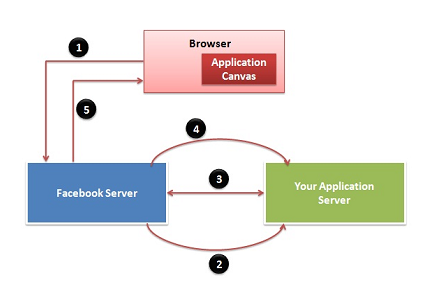 Browser
1
Application
Canvas
5
4
Facebook Server
3
Your Application
Server
2